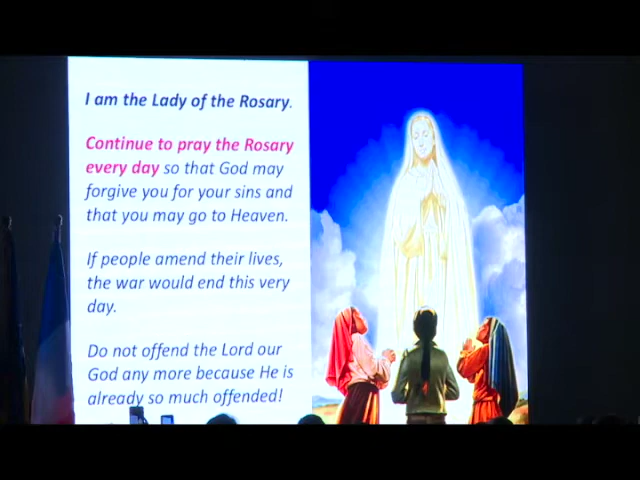 I am the Lady of the Rosary.
Continue to pray the Rosary
every day so that God may
forgive you for your sins and
that you may go to Heaven.
If people amend their lives,
the war would end this very
day.
Do not offend the Lord our
God any more because He is
already so much offended!